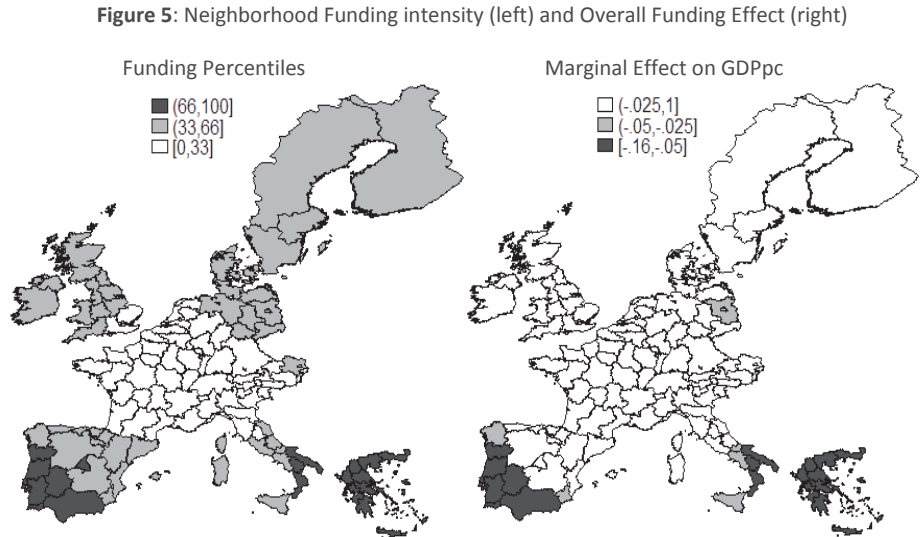 Figure 5: Neighborhood Funding intensity (left) and Overall Funding Effect (right)
Funding Percentiles
(66,100]
(33,66]
[0,33]
Marginal Effect on GDPpc
(-.025,1]
(-.05,-.025]
[-.16,-.05]